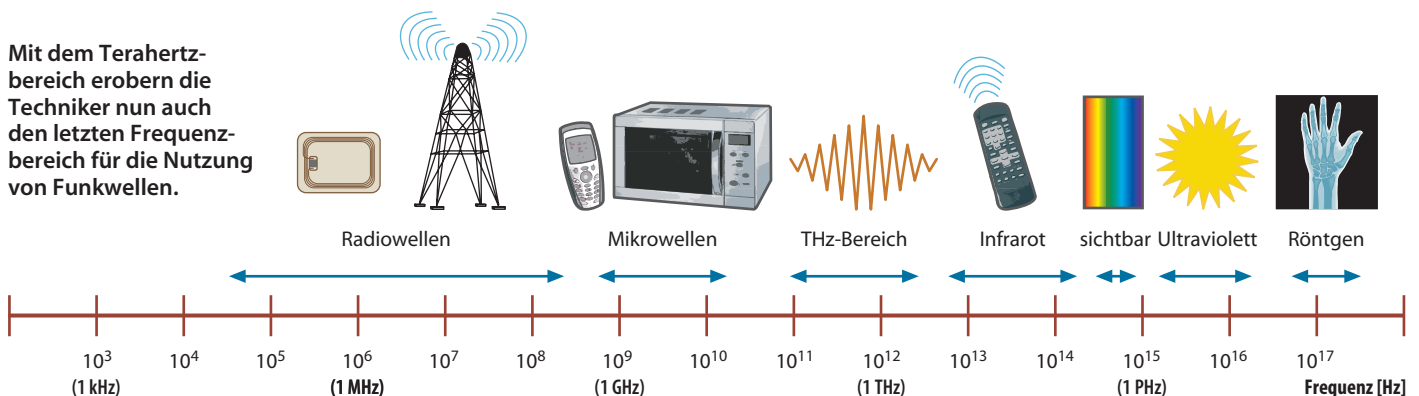 Mit dem Terahertz-
bereich erobern die
Techniker nun auch
den letzten Frequenz-
bereich für die Nutzung
von Funkwellen.
Radiowellen Mikrowellen THz-Bereich Infrarot sichtbar Ultraviolett Röntgen
10³ 10⁴ 10⁵ 10⁶ 10⁷ 10⁸ 10⁹ 10¹⁰ 10¹¹ 10¹² 10¹³ 10¹⁴ 10¹⁵ 10¹⁶ 10¹⁷
(1 kHz) (1 MHz) (1 GHz) (1 THz) (1 PHz) Frequenz [Hz]